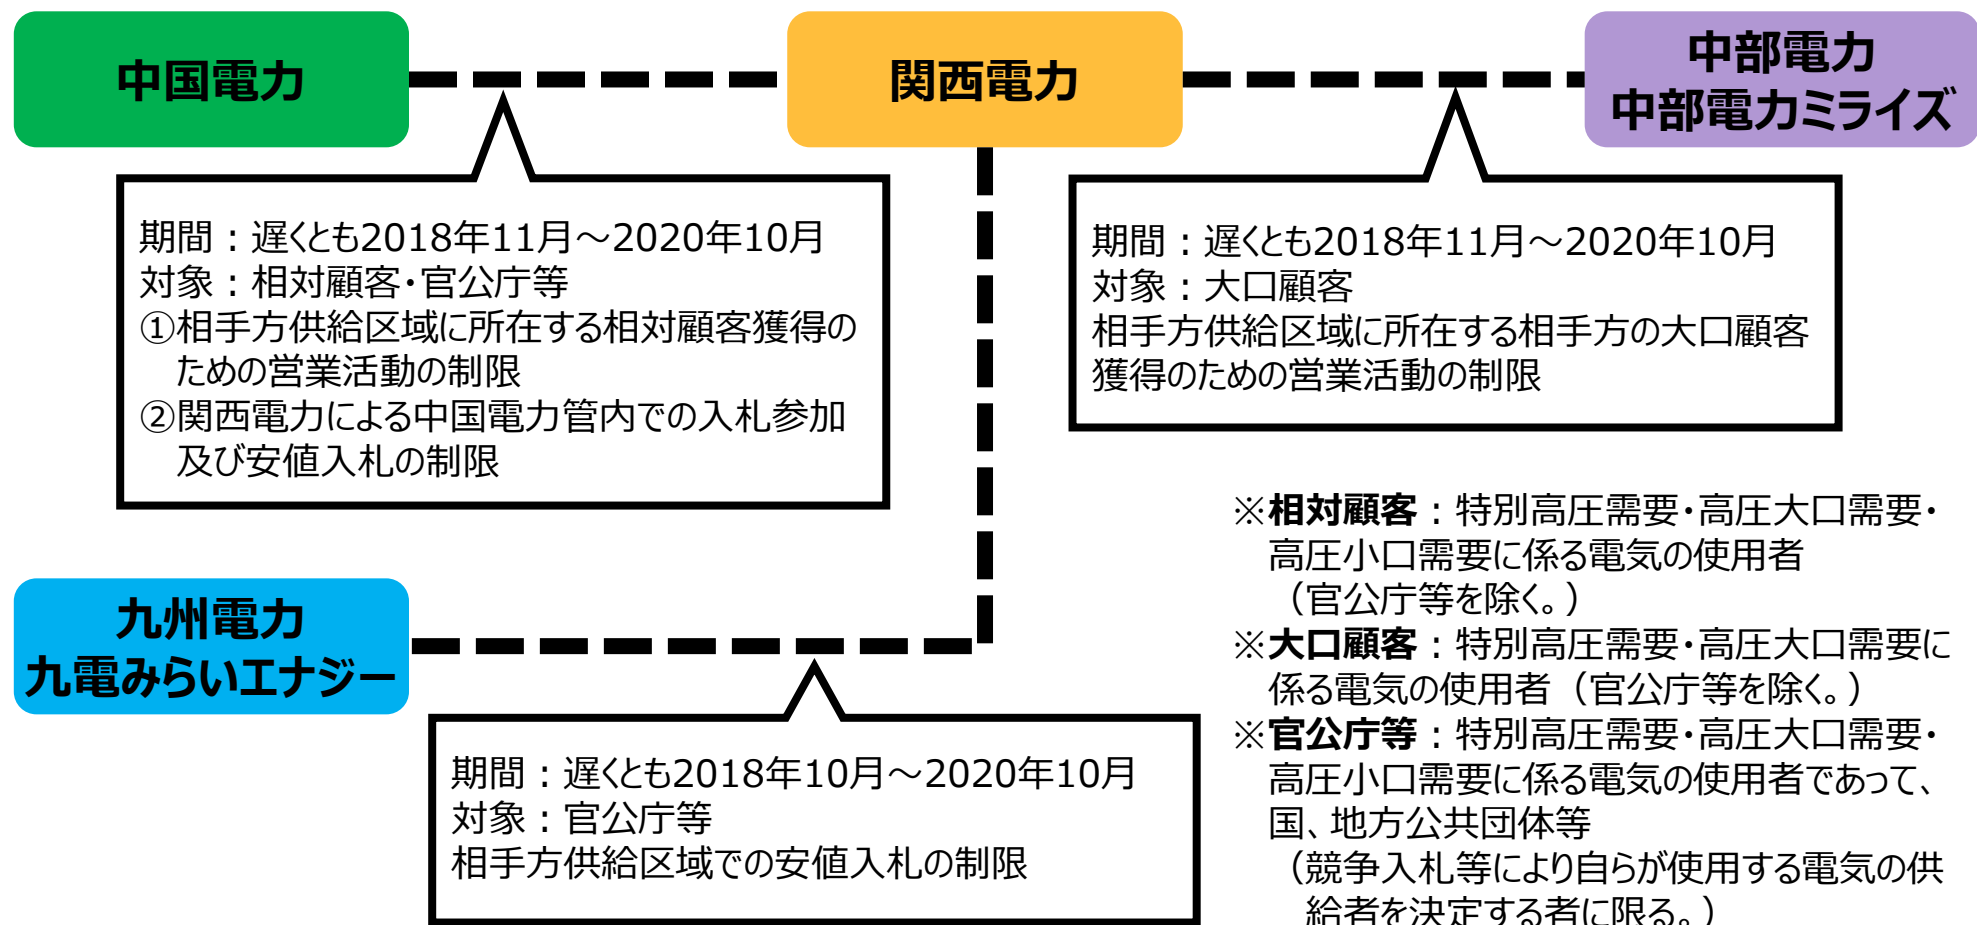 中国電力
関西電力
中部電力
中部電力ミライズ
期間：遅くとも2018年11月～2020年10月
対象：相対顧客・官公庁等
①相手方供給区域に所在する相対顧客獲得の
ための営業活動の制限
②関西電力による中国電力管内での入札参加
及び安値入札の制限
期間：遅くとも2018年11月～2020年10月
対象：大口顧客
相手方供給区域に所在する相手方の大口顧客
獲得のための営業活動の制限
九州電力
九電みらいエナジー
期間：遅くとも2018年10月～2020年10月
対象：官公庁等
相手方供給区域での安値入札の制限
※相対顧客：特別高圧需要・高圧大口需要・
高圧小口需要に係る電気の使用者
（官公庁等を除く。）
※大口顧客：特別高圧需要・高圧大口需要に
係る電気の使用者（官公庁等を除く。）
※官公庁等：特別高圧需要・高圧大口需要・
高圧小口需要に係る電気の使用者であって、
国、地方公共団体等
（競争入札等により自らが使用する電気の供
給者を決定する者に限る。）